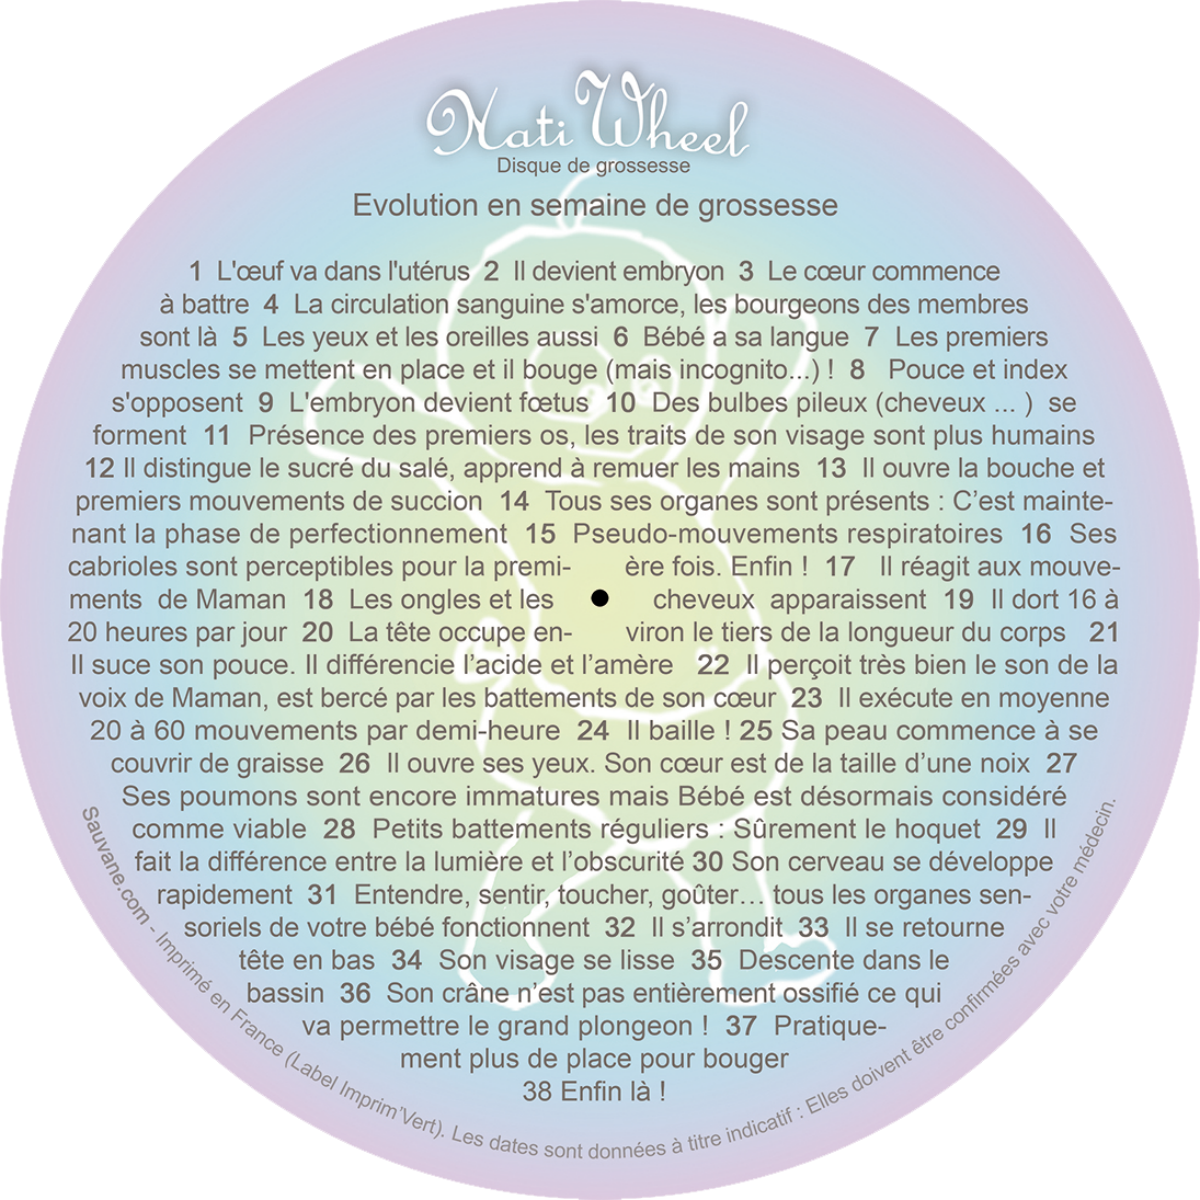 Nati Wheel
Disque de grossesse
Evolution en semaine de grossesse
1 L'œuf va dans l'utérus 2 Il devient embryon 3 Le cœur commence
à battre 4 La circulation sanguine s'amorce, les bourgeons des membres
sont là 5 Les yeux et les oreilles aussi 6 Bébé a sa langue 7 Les premiers
muscles se mettent en place et il bouge (mais incognito...) ! 8 Pouce et index
s'opposent 9 L'embryon devient fœtus 10 Des bulbes pileux (cheveux ... ) se
forment 11 Présence des premiers os, les traits de son visage sont plus humains
12 Il distingue le sucré du salé, apprend à remuer les mains 13 Il ouvre la bouche et
premiers mouvements de succion 14 Tous ses organes sont présents : C’est mainte-
nant la phase de perfectionnement 15 Pseudo-mouvements respiratoires 16 Ses
cabrioles sont perceptibles pour la premi- ère fois. Enfin ! 17 Il réagit aux mouve-
ments de Maman 18 Les ongles et les cheveux apparaissent 19 Il dort 16 à
20 heures par jour 20 La tête occupe en- viron le tiers de la longueur du corps 21
Il suce son pouce. Il différencie l’acide et l’amère 22 Il perçoit très bien le son de la
voix de Maman, est bercé par les battements de son cœur 23 Il exécute en moyenne
20 à 60 mouvements par demi-heure 24 Il baille ! 25 Sa peau commence à se
couvrir de graisse 26 Il ouvre ses yeux. Son cœur est de la taille d’une noix 27
Ses poumons sont encore immatures mais Bébé est désormais considéré
comme viable 28 Petits battements réguliers : Sûrement le hoquet 29 Il
fait la différence entre la lumière et l’obscurité 30 Son cerveau se développe
rapidement 31 Entendre, sentir, toucher, goûter… tous les organes sen-
soriels de votre bébé fonctionnent 32 Il s’arrondit 33 Il se retourne
tête en bas 34 Son visage se lisse 35 Descente dans le
bassin 36 Son crâne n’est pas entièrement ossifié ce qui
va permettre le grand plongeon ! 37 Pratique-
ment plus de place pour bouger
38 Enfin là !
Sauvane.com - Imprimé en France (Label Imprim’Vert). Les dates sont données à titre indicatif : Elles doivent être confirmées avec votre médecin.